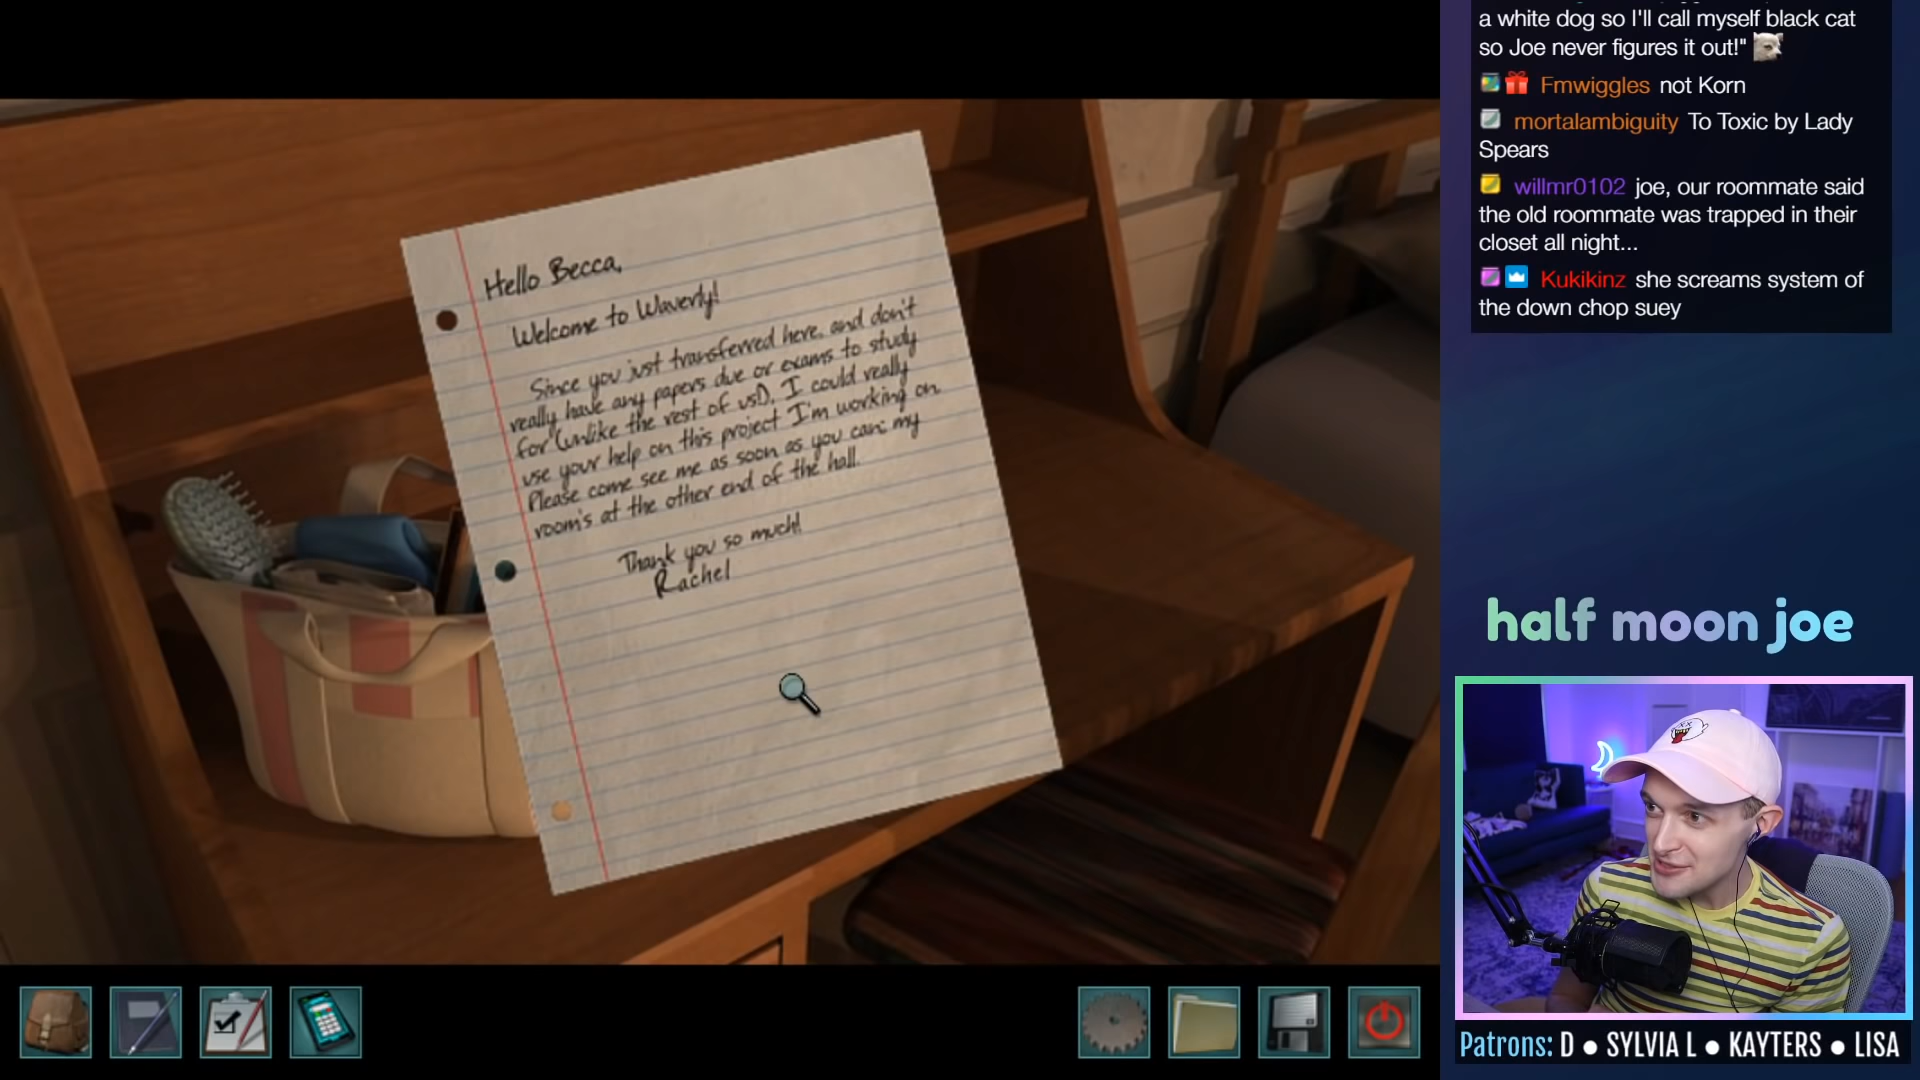 a white dog so I'll call myself black cat
so Joe never figures it out!"
Fmwiggles not Korn
mortalambiguity To Toxic by Lady
Spears
willmr0102 joe, our roommate said
the old roommate was trapped in their
closet all night...
Kukikinz she screams system of
the down chop suey
Hello Becca,
Welcome to Waverly!
Since you just transferred here, and don't
really have any papers due or exams to study
for (unlike the rest of us!), I could really
use your help on this project I'm working on.
Please come see me as soon as you can; my
room's at the other end of the hall.
Thank you so much!
Rachel
half moon joe
Patrons: D ● SYLVIA L ● KAYTERS ● LISA